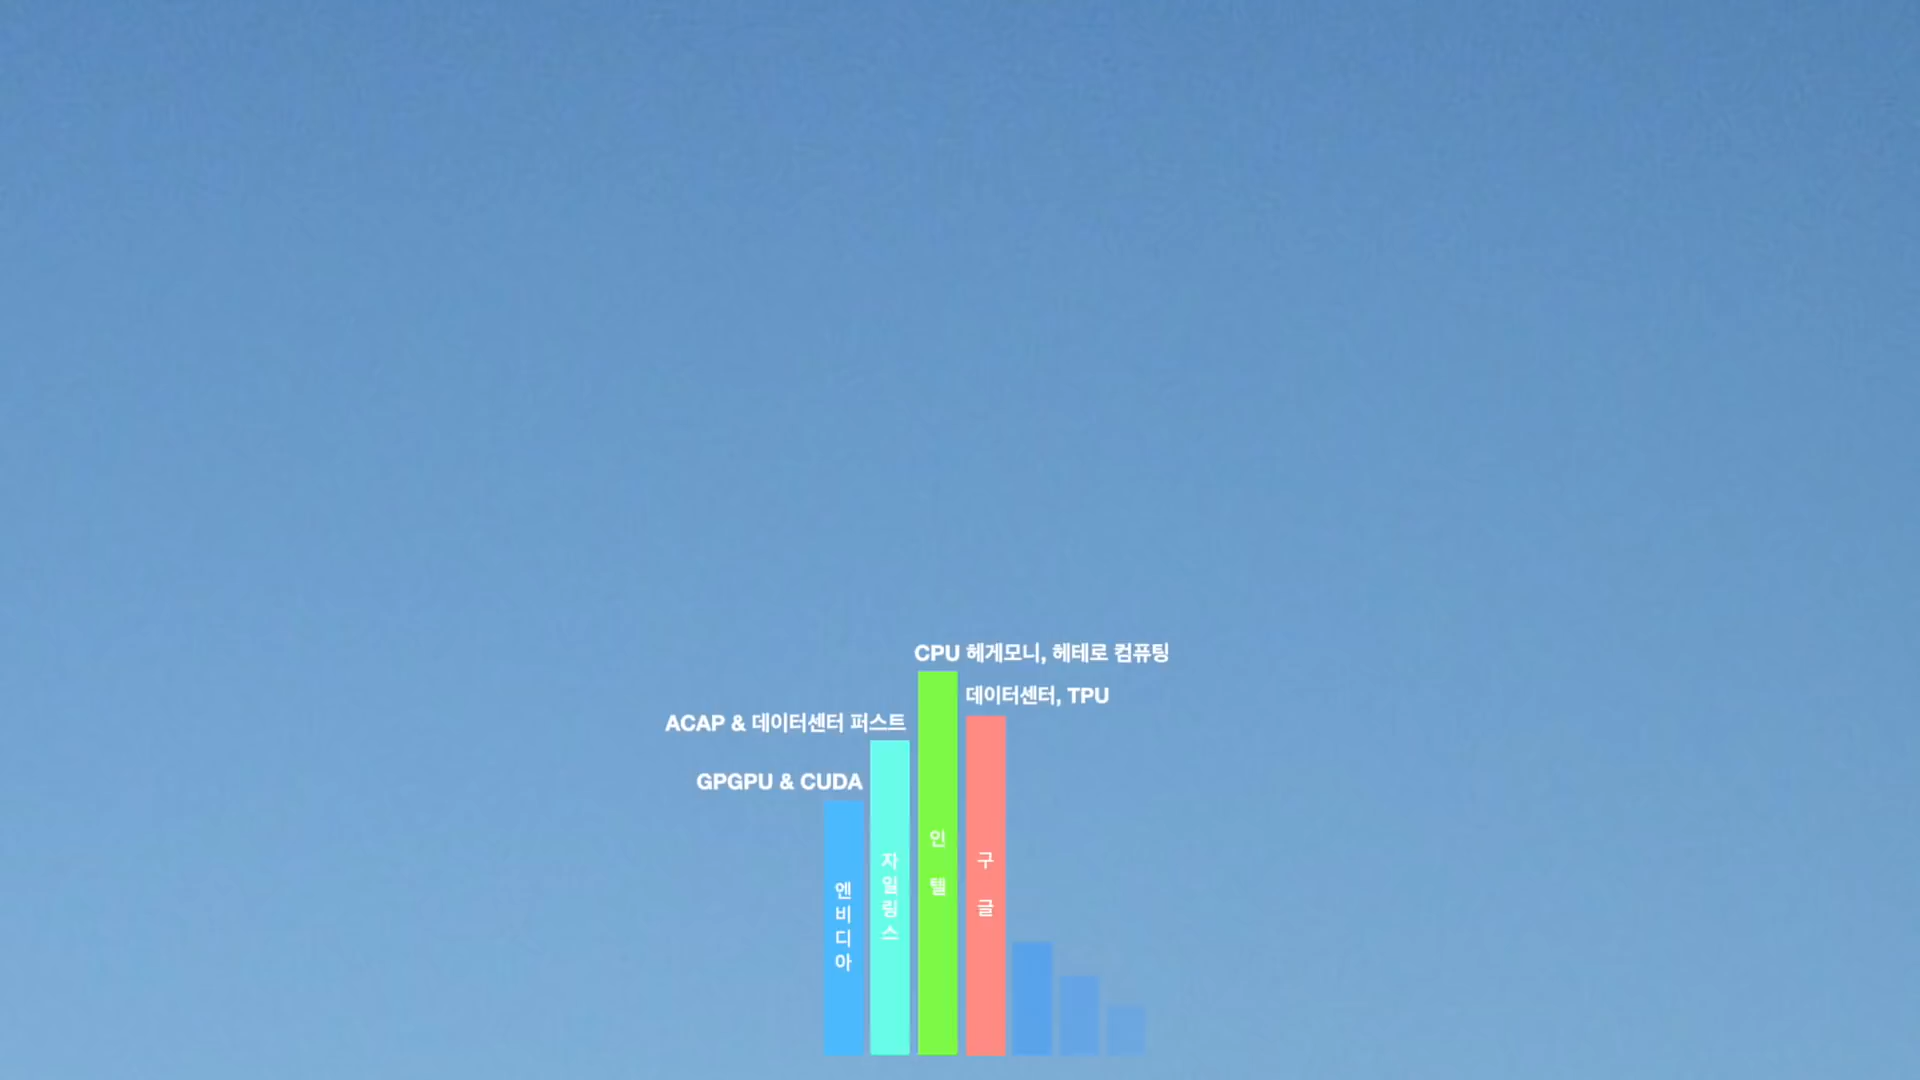 CPU 헤게모니, 헤테로 컴퓨팅
데이터센터, TPU
ACAP & 데이터센터 퍼스트
GPGPU & CUDA
엔비디아
자일링스
인텔
구글